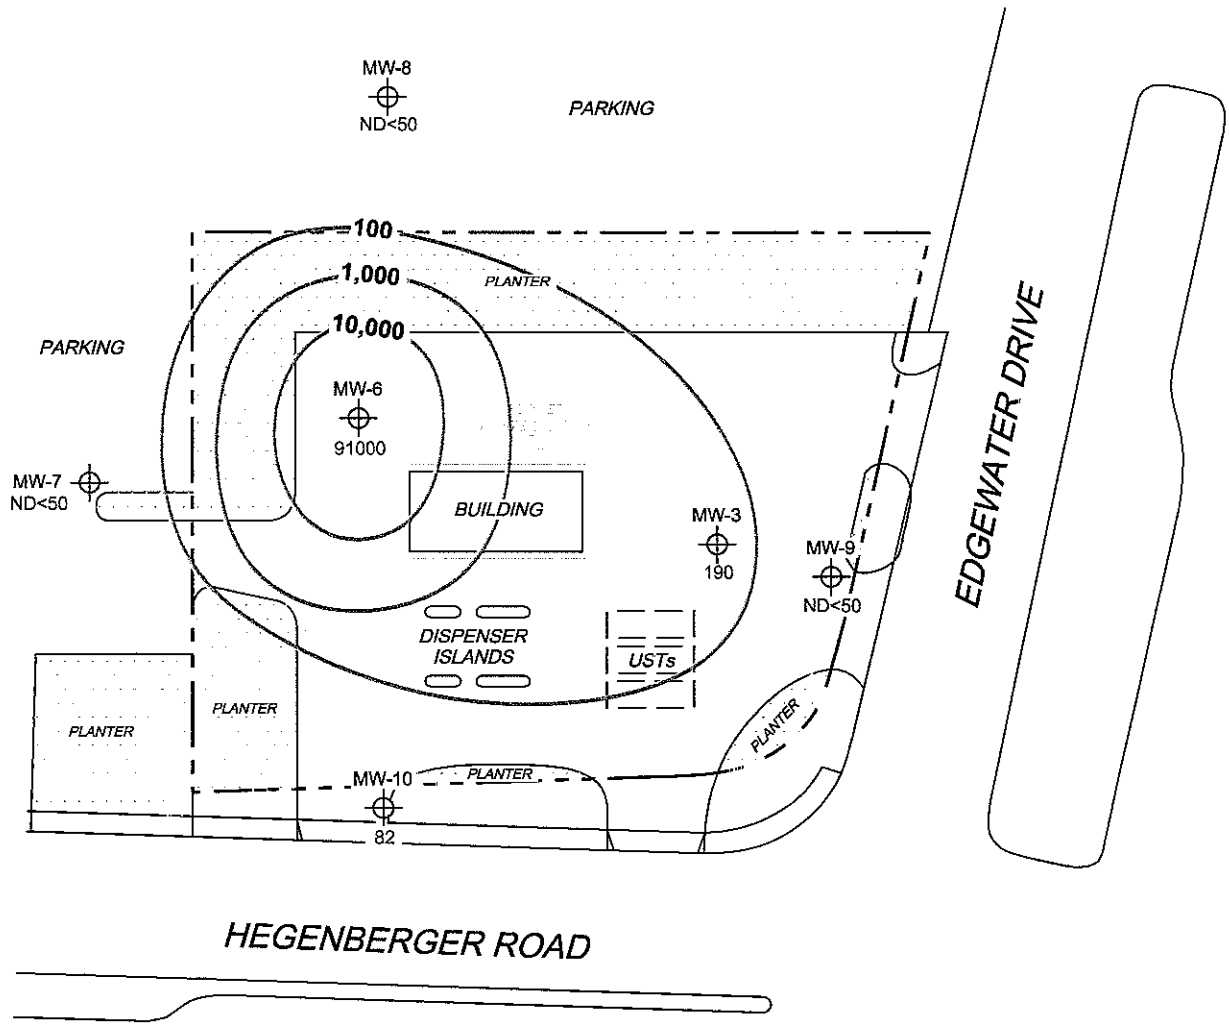 MW-8
ND<50
PARKING
100
1,000
PLANTER
10,000
PARKING
MW-6
91000
MW-7
ND<50
BUILDING
MW-3
190
MW-9
ND<50
EDGEWATER DRIVE
DISPENSER
ISLANDS
USTs
PLANTER
PLANTER
PLANTER
MW-10
PLANTER
82
HEGENBERGER ROAD